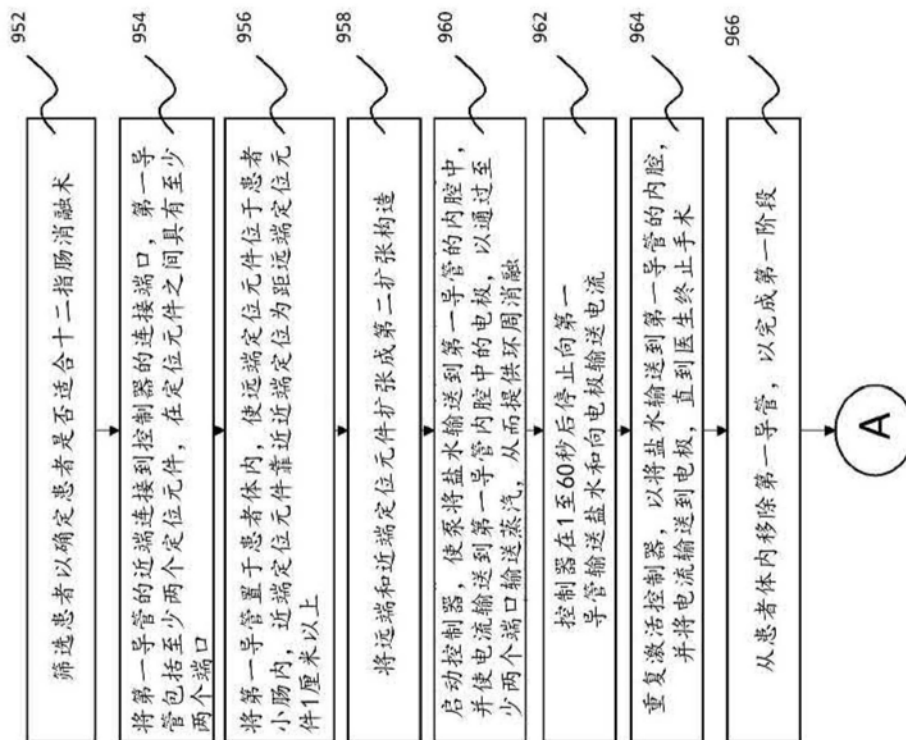 952
筛选患者以确定患者是否适合十二指肠消融术
954
将第一导管的近端连接到控制器的连接端口，第一导
管包括至少两个定位元件，在定位元件之间具有至少
两个端口
956
将第一导管置于患者体内，使远端定位元件位于患者
小肠内，近端定位元件靠近近端定位为距远端定位元
件1厘米以上
958
将远端和近端定位元件扩张成第二扩张构造
960
启动控制器，使泵将盐水输送到第一导管的内腔中，
并使电流输送到第一导管内腔中的电极，以通过至
少两个端口输送蒸汽，从而提供环周消融
962
控制器在1至60秒后停止向第一
导管输送盐水和向电极输送电流
964
重复激活控制器，以将盐水输送到第一导管的内腔，
并将电流输送到电极，直到医生终止手术
966
从患者体内移除第一导管，以完成第一阶段
A